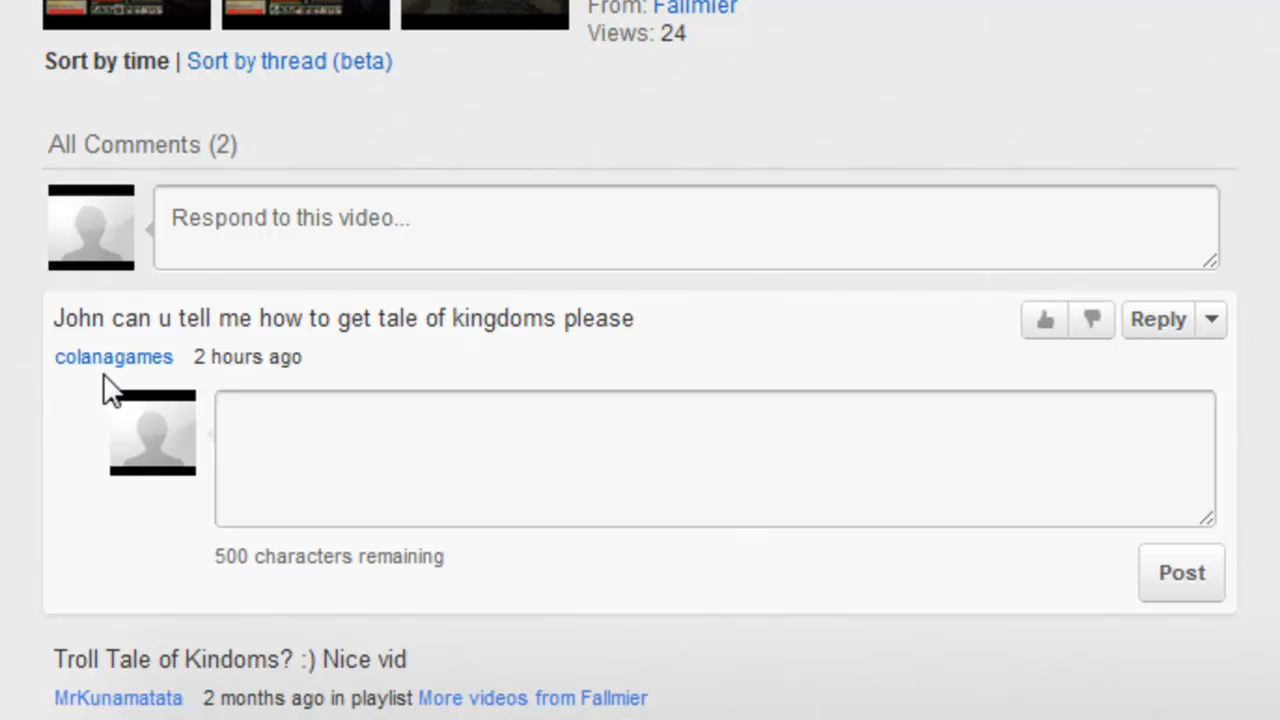 From: Fallmier
Views: 24
Sort by time | Sort by thread (beta)
All Comments (2)
Respond to this video...
John can u tell me how to get tale of kingdoms please
Reply
colanagames 2 hours ago
500 characters remaining
Post
Troll Tale of Kindoms? :) Nice vid
MrKunamatata 2 months ago in playlist More videos from Fallmier